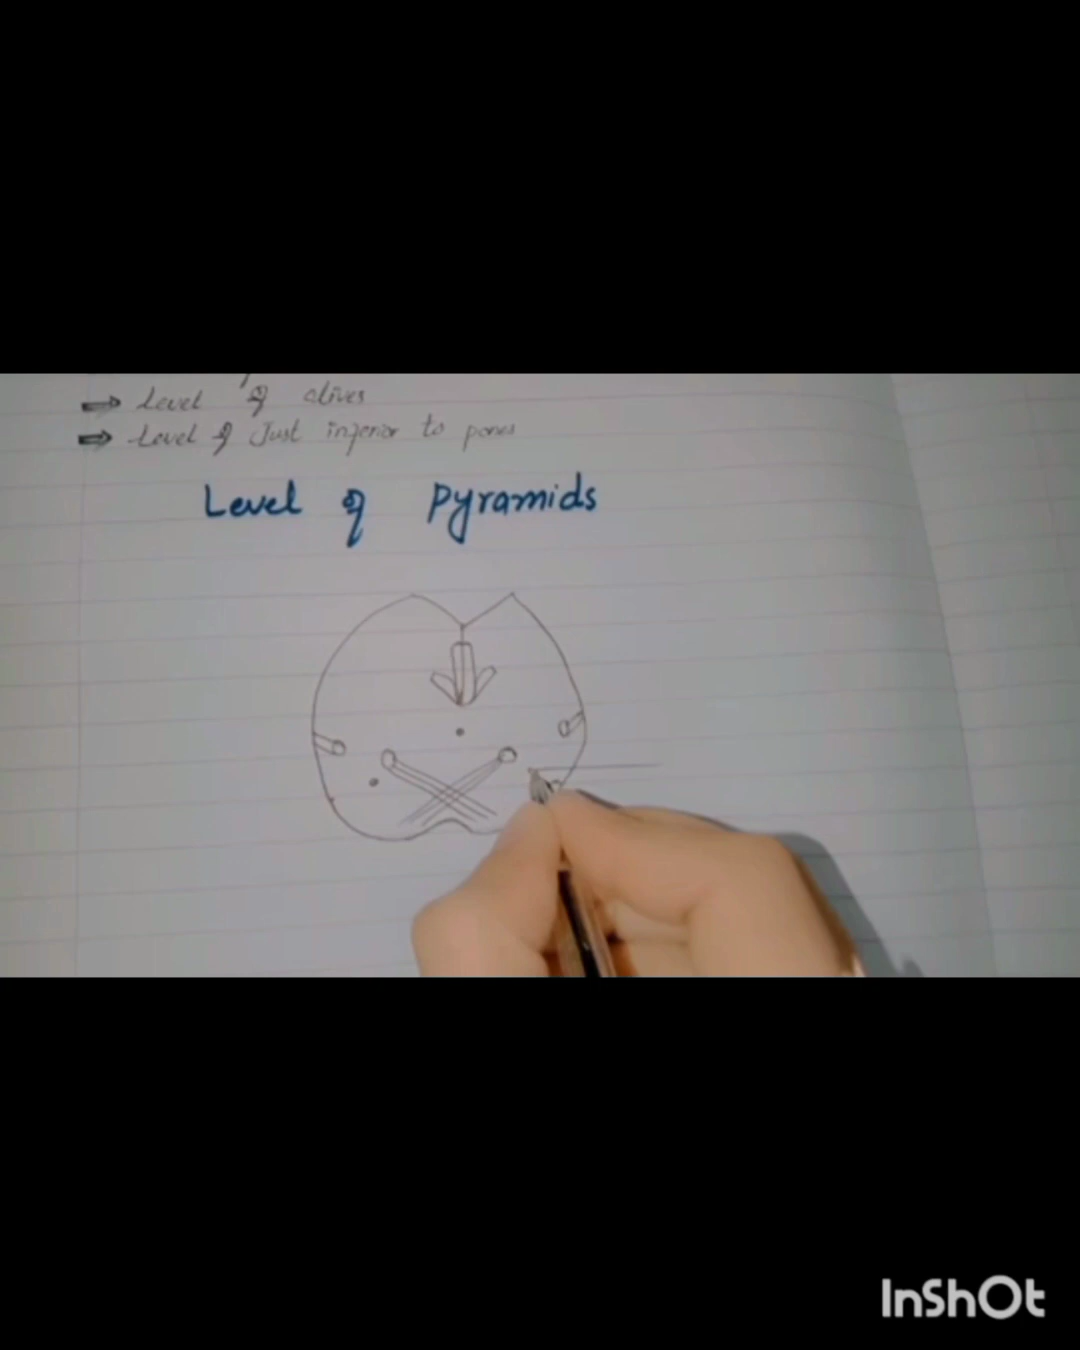 Level of olives
Level of Just inferior to pones
Level of Pyramids
InShOt